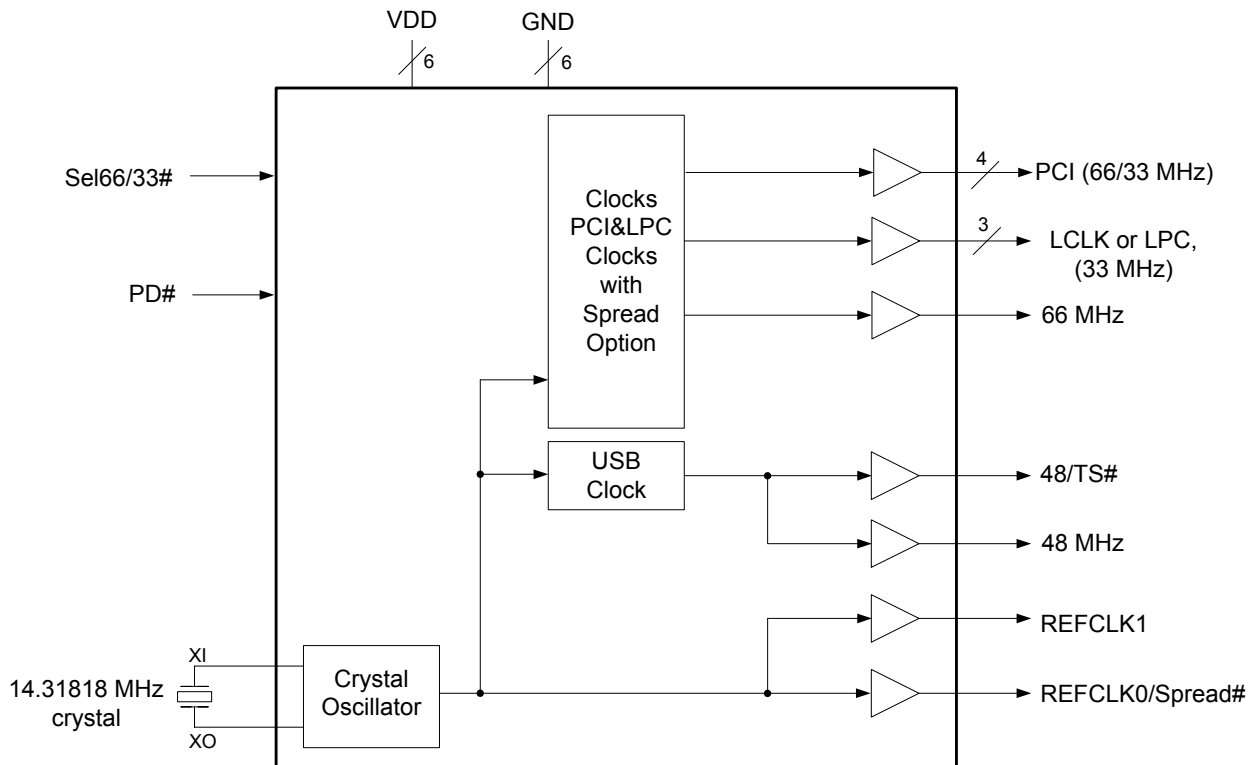 VDD
GND
6
6
Sel66/33#
PD#
Clocks
PCI&LPC
Clocks
with
Spread
Option
4
PCI (66/33 MHz)
3
LCLK or LPC,
(33 MHz)
66 MHz
USB
Clock
48/TS#
48 MHz
REFCLK1
REFCLK0/Spread#
XI
14.31818 MHz
crystal
XO
Crystal
Oscillator